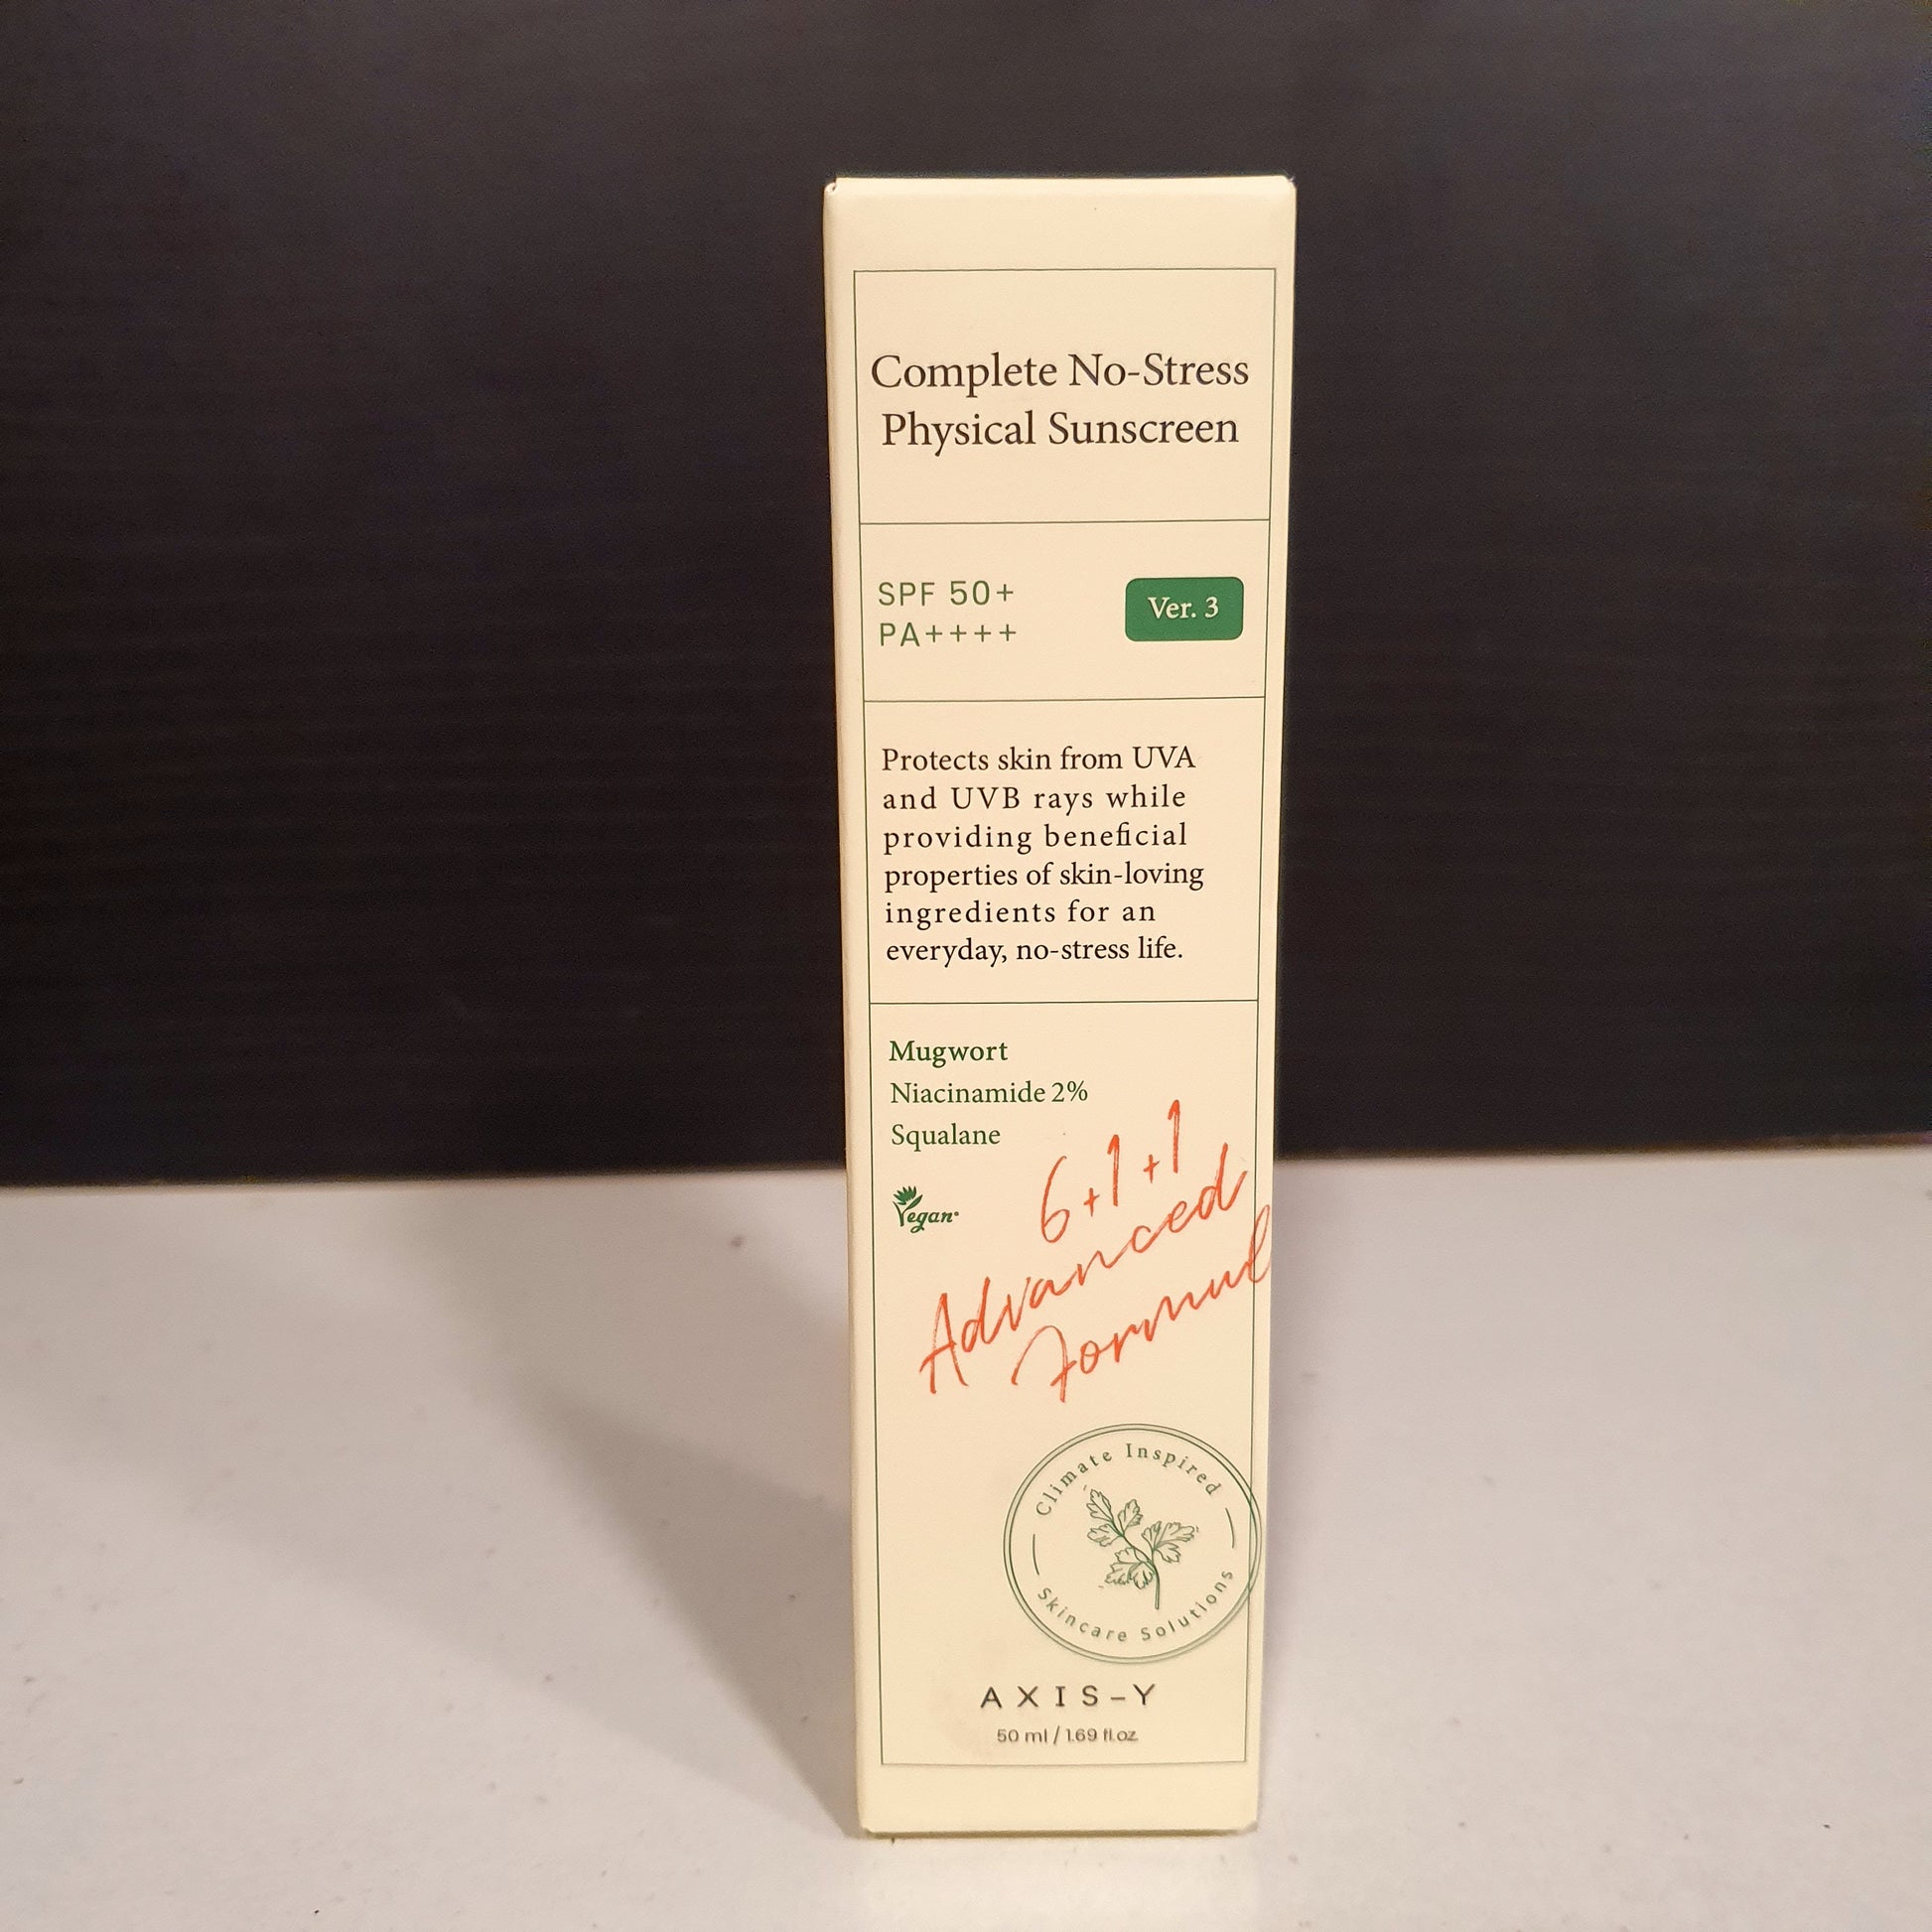 Complete No-Stress
Physical Sunscreen
SPF 50+
PA++++
Ver. 3
Protects skin from UVA
and UVB rays while
providing beneficial
properties of skin-loving
ingredients for an
everyday, no-stress life.
Mugwort
Niacinamide 2%
Squalane
Vegan
6+1+1
Advanced
Formul
Climate Inspired
Skincare Solutions
AXIS-Y
50 ml / 1.69 fl.oz